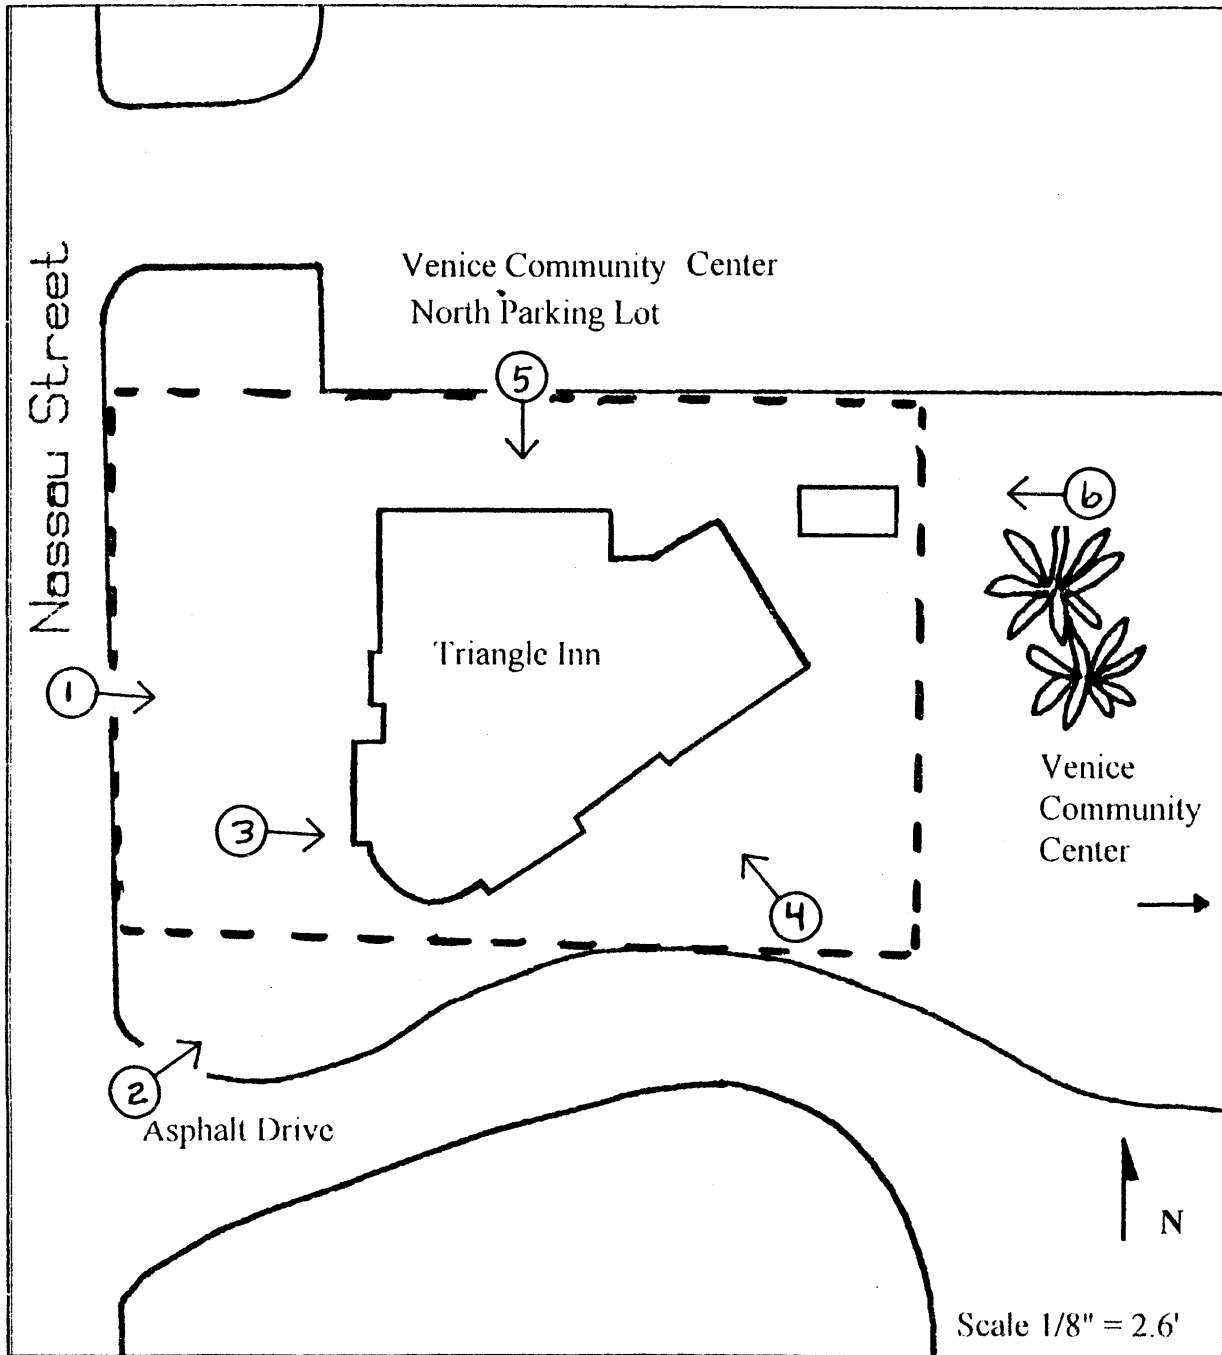 Nassau Street
Venice Community Center
North Parking Lot
5
6
Triangle Inn
1
Venice
Community
Center
3
4
2
Asphalt Drive
N
Scale 1/8" = 2.6'